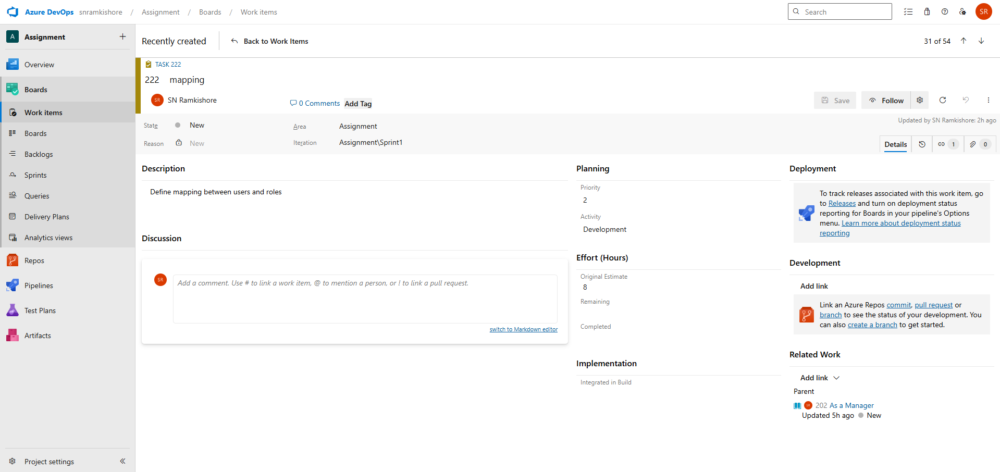 Azure DevOps snramkishore / Assignment / Boards / Work items
Search
SR
A Assignment
Overview
Boards
Work items
Boards
Backlogs
Sprints
Queries
Delivery Plans
Analytics views
Repos
Pipelines
Test Plans
Artifacts
Project settings
Recently created
Back to Work Items
31 of 54
TASK 222
222 mapping
SR SN Ramkishore
0 Comments
Add Tag
Save
Follow
State New
Reason New
Area Assignment
Iteration Assignment\Sprint1
Updated by SN Ramkishore: 2h ago
Details
1
0
Description
Define mapping between users and roles
Discussion
SR
Add a comment. Use # to link a work item, @ to mention a person, or ! to link a pull request.
switch to Markdown editor
Planning
Priority
2
Activity
Development
Effort (Hours)
Original Estimate
8
Remaining
Completed
Implementation
Integrated in Build
Deployment
To track releases associated with this work item, go
to Releases and turn on deployment status
reporting for Boards in your pipeline's Options
menu. Learn more about deployment status
reporting
Development
Add link
Link an Azure Repos commit, pull request or
branch to see the status of your development. You
can also create a branch to get started.
Related Work
Add link
Parent
SR 202 As a Manager
Updated 5h ago New